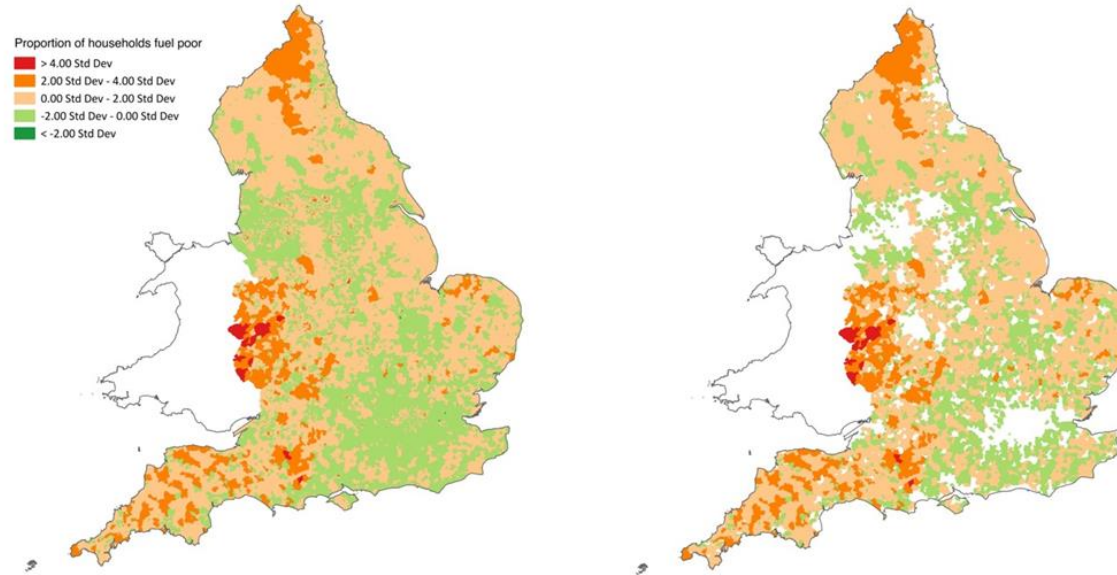 Proportion of households fuel poor
> 4.00 Std Dev
2.00 Std Dev - 4.00 Std Dev
0.00 Std Dev - 2.00 Std Dev
-2.00 Std Dev - 0.00 Std Dev
< -2.00 Std Dev